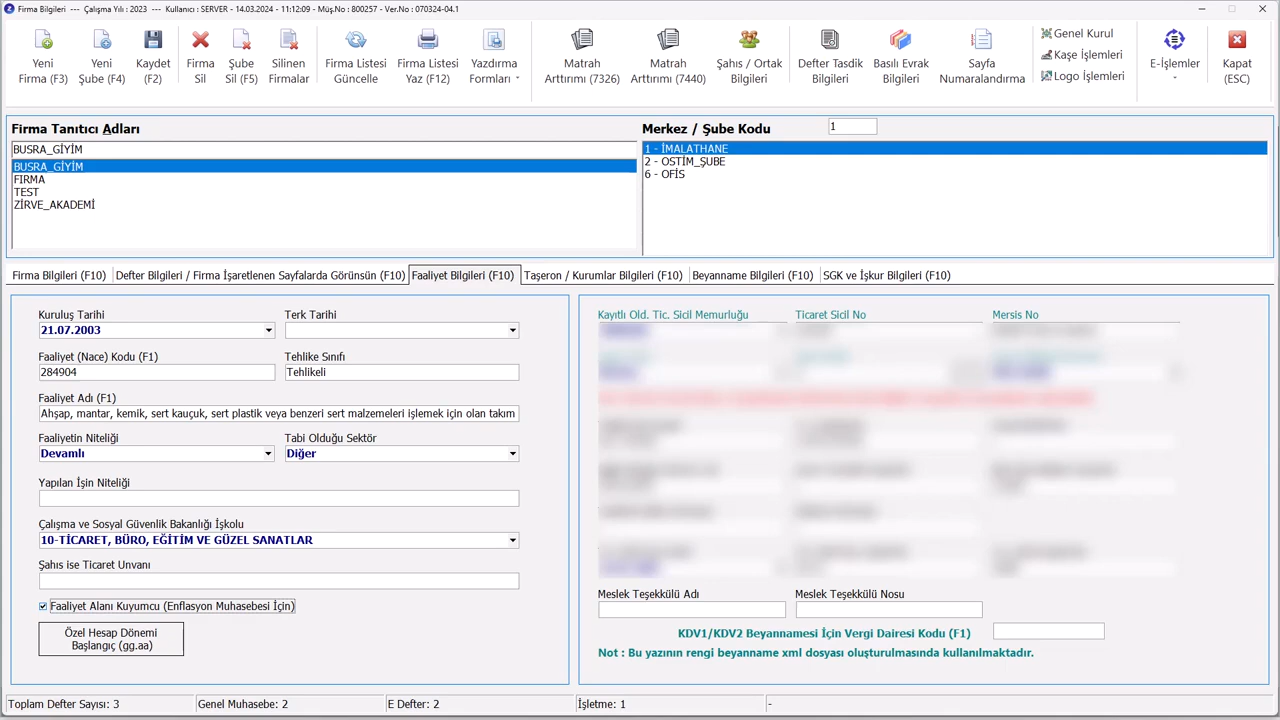 Firma Bilgileri --- Çalışma Yılı : 2023 --- Kullanıcı : SERVER - 14.03.2024 - 11:12:09 - Müş.No : 800257 - Ver.No : 070324-04.1
Yeni Firma (F3)
Yeni Şube (F4)
Kaydet (F2)
Firma Sil
Şube Sil (F5)
Silinen Firmalar
Firma Listesi Güncelle
Firma Listesi Yaz (F12)
Yazdırma Formları
Matrah Arttırımı (7326)
Matrah Arttırımı (7440)
Şahıs / Ortak Bilgileri
Defter Tasdik Bilgileri
Basılı Evrak Bilgileri
Sayfa Numaralandırma
Genel Kurul
Kaşe İşlemleri
Logo İşlemleri
E-İşlemler
Kapat (ESC)
Firma Tanıtıcı Adları
BUSRA_GİYİM
BUSRA_GİYİM
FIRMA
TEST
ZİRVE_AKADEMİ
Merkez / Şube Kodu 1
1 - İMALATHANE
2 - OSTİM_ŞUBE
6 - OFİS
Firma Bilgileri (F10) Defter Bilgileri / Firma İşaretlenen Sayfalarda Görünsün (F10) Faaliyet Bilgileri (F10) Taşeron / Kurumlar Bilgileri (F10) Beyanname Bilgileri (F10) SGK ve İşkur Bilgileri (F10)
Kuruluş Tarihi Terk Tarihi
21.07.2003
Faaliyet (Nace) Kodu (F1) Tehlike Sınıfı
284904 Tehlikeli
Faaliyet Adı (F1)
Ahşap, mantar, kemik, sert kauçuk, sert plastik veya benzeri sert malzemeleri işlemek için olan takım
Faaliyetin Niteliği Tabi Olduğu Sektör
Devamlı Diğer
Yapılan İşin Niteliği
Çalışma ve Sosyal Güvenlik Bakanlığı İşkolu
10-TİCARET, BÜRO, EĞİTİM VE GÜZEL SANATLAR
Şahıs ise Ticaret Unvanı
Faaliyet Alanı Kuyumcu (Enflasyon Muhasebesi İçin)
Özel Hesap Dönemi
Başlangıç (gg.aa)
Kayıtlı Old. Tic. Sicil Memurluğu Ticaret Sicil No Mersis No
Meslek Teşekkülü Adı Meslek Teşekkülü Nosu
KDV1/KDV2 Beyannamesi İçin Vergi Dairesi Kodu (F1)
Not : Bu yazının rengi beyanname xml dosyası oluşturulmasında kullanılmaktadır.
Toplam Defter Sayısı: 3 Genel Muhasebe: 2 E Defter: 2 İşletme: 1 -